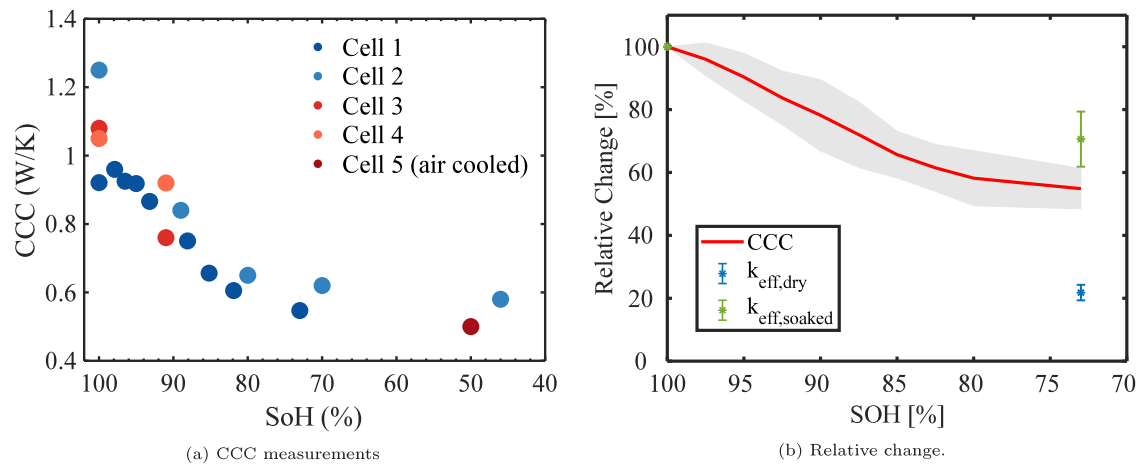 1.4
1.2
1
0.8
0.6
0.4
CCC (W/K)
100 90 80 70 60 50 40
SoH (%)
Cell 1
Cell 2
Cell 3
Cell 4
Cell 5 (air cooled)
(a) CCC measurements
100
80
60
40
20
0
Relative Change [%]
100 95 90 85 80 75 70
SOH [%]
CCC
k_eff,dry
k_eff,soaked
(b) Relative change.